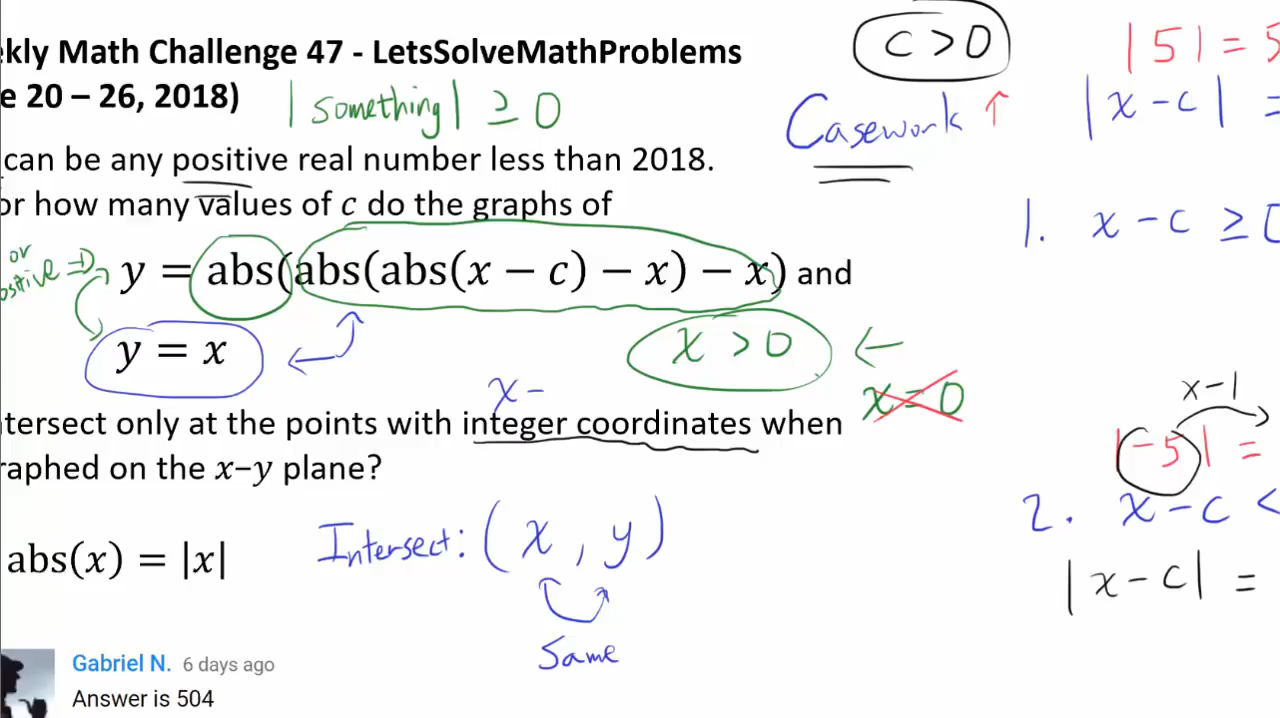 ekly Math Challenge 47 - LetsSolveMathProblems
e 20 – 26, 2018)
|something| ≥ 0
c > 0
Casework ↑
|5| = 5
|x - c| =
can be any positive real number less than 2018.
or how many values of c do the graphs of
1. x - c ≥ 0
or
ositive ⇒
y = abs(abs(abs(x − c) − x) − x) and
y = x
x > 0 ←
x = 0
x -
x - 1
ntersect only at the points with integer coordinates when
raphed on the x−y plane?
|-5| =
2. x - c <
Intersect: (x, y)
Same
abs(x) = |x|
|x - c| =
Gabriel N. 6 days ago
Answer is 504